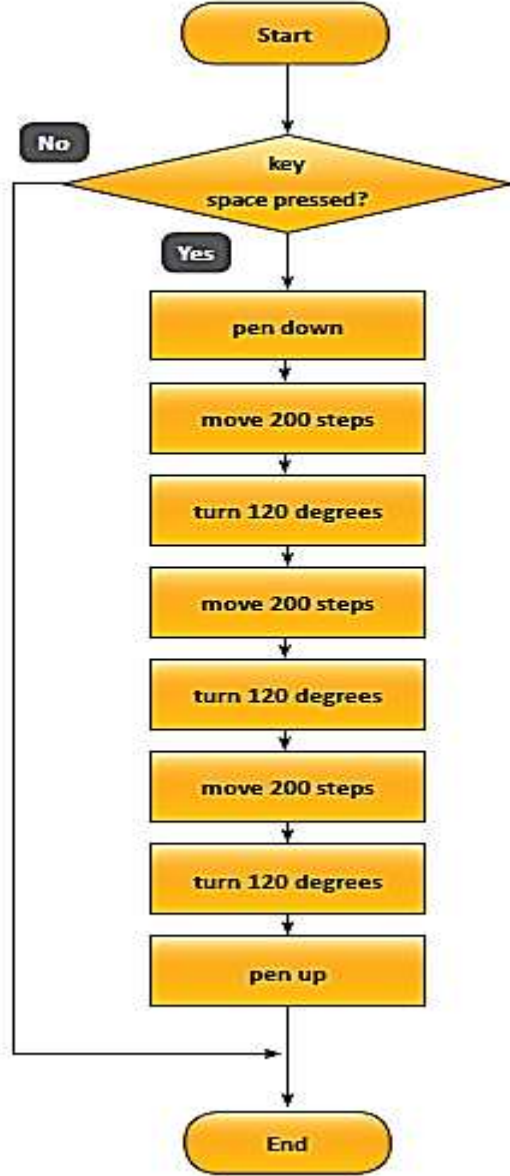 Start
No
key
space pressed?
Yes
pen down
move 200 steps
turn 120 degrees
move 200 steps
turn 120 degrees
move 200 steps
turn 120 degrees
pen up
End